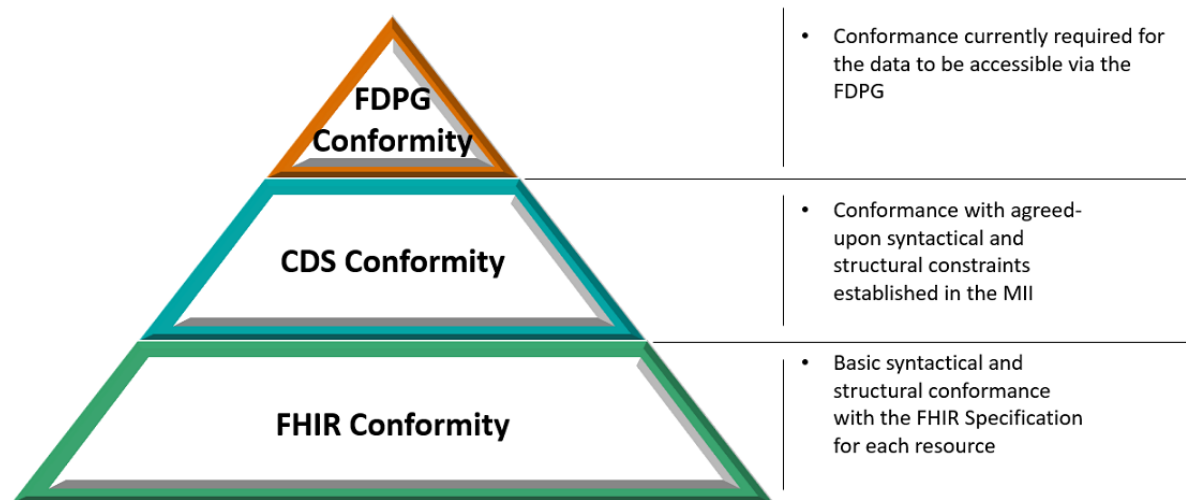 FDPG
Conformity
• Conformance currently required for
the data to be accessible via the
FDPG
CDS Conformity
• Conformance with agreed-
upon syntactical and
structural constraints
established in the MII
FHIR Conformity
• Basic syntactical and
structural conformance
with the FHIR Specification
for each resource